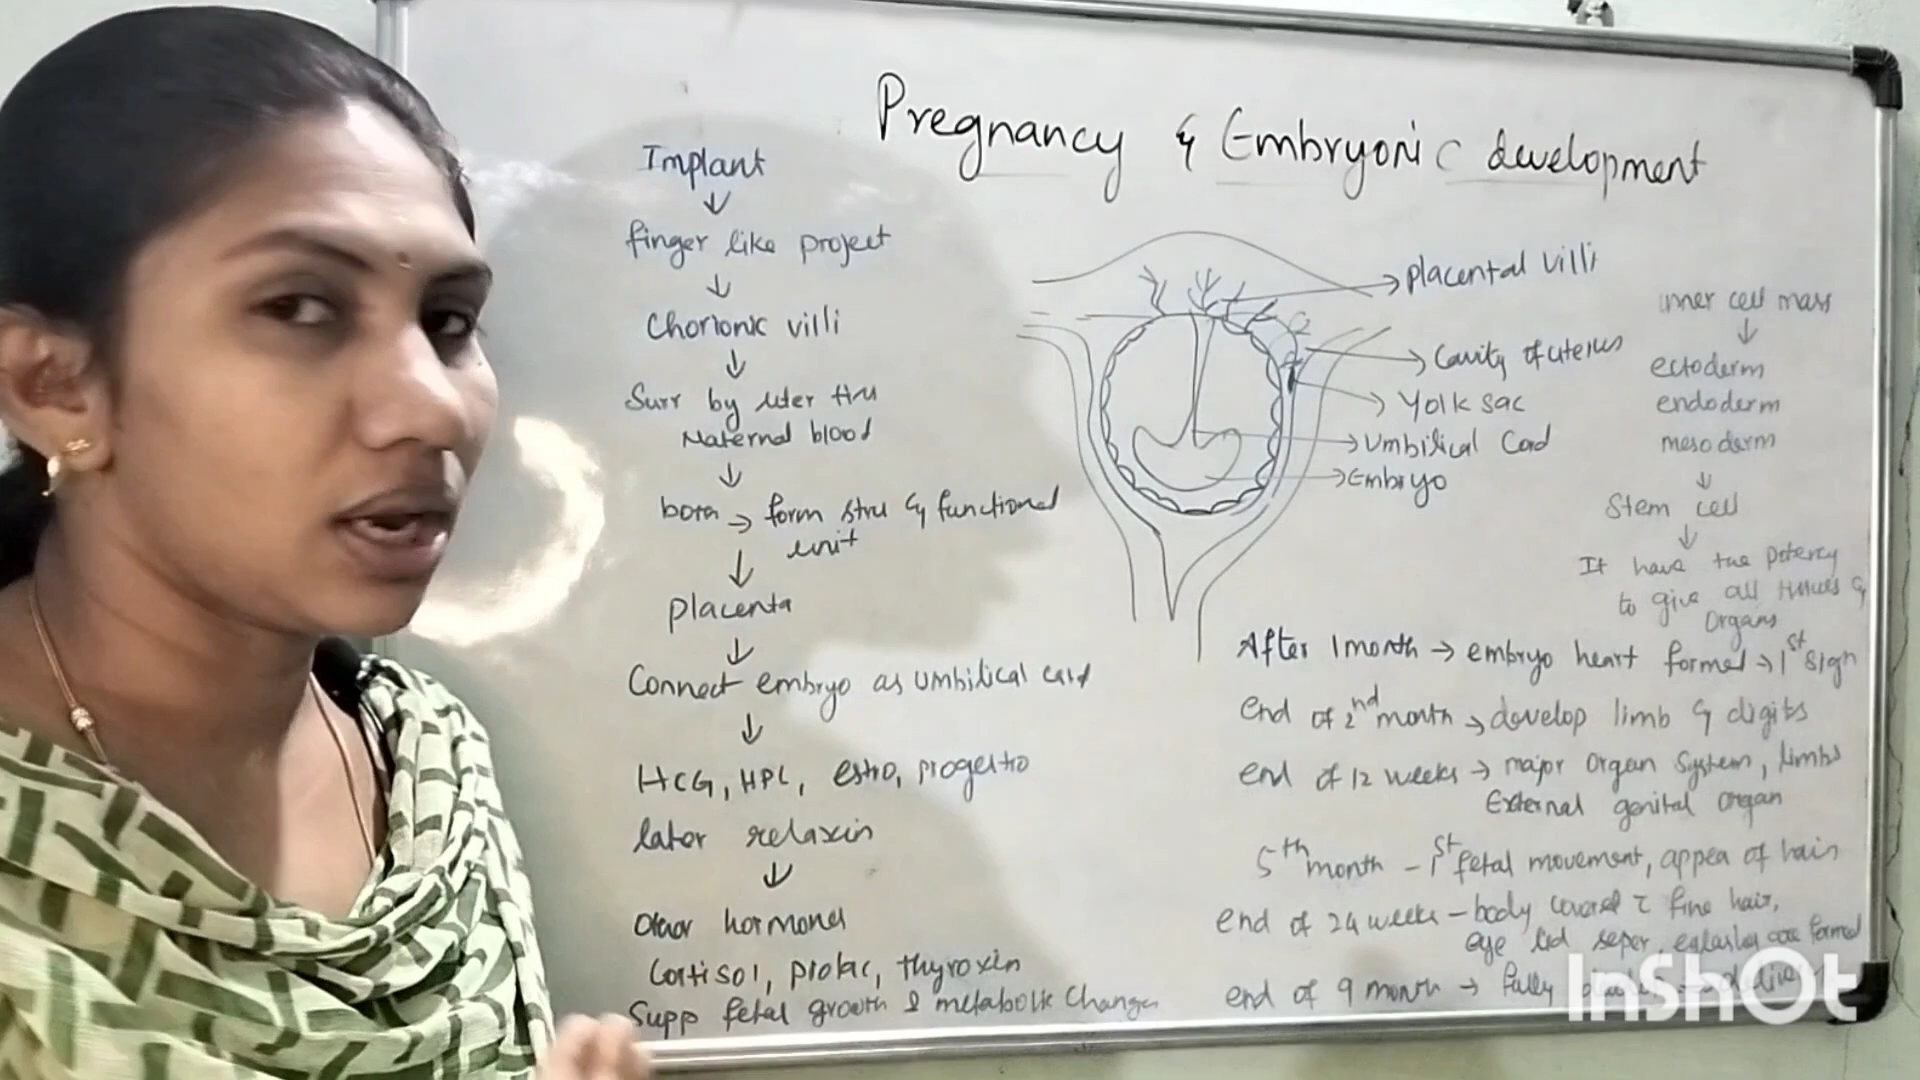 Pregnancy & Embryonic development
Implant
↓
finger like project
↓
Chorionic villi
↓
Surr by uter tiss
Maternal blood
↓
both → form stru & functional
unit
↓
placenta
↓
Connect embryo as umbilical cord
↓
HCG, HPL, estro, progestro
later relaxin
↓
Other hormones
Cortisol, prolac, thyroxin
Supp fetal growth & metabolic Changes
→ placental villi
→ Cavity of uterus
→ Yolk sac
→ Umbilical Cord
→ Embryo
inner cell mass
↓
ectoderm
endoderm
mesoderm
↓
Stem cell
↓
It have the potency
to give all tissues &
Organs
After 1 month → embryo heart formed → 1st sign
end of 2nd month → develop limb & digits
end of 12 weeks → major organ system, limbs
External genital organ
5th month - 1st fetal movement, appea of hair
end of 24 weeks - body covered c̄ fine hair,
eye lid seper, are formed
end of 9 month → fully
InShOt